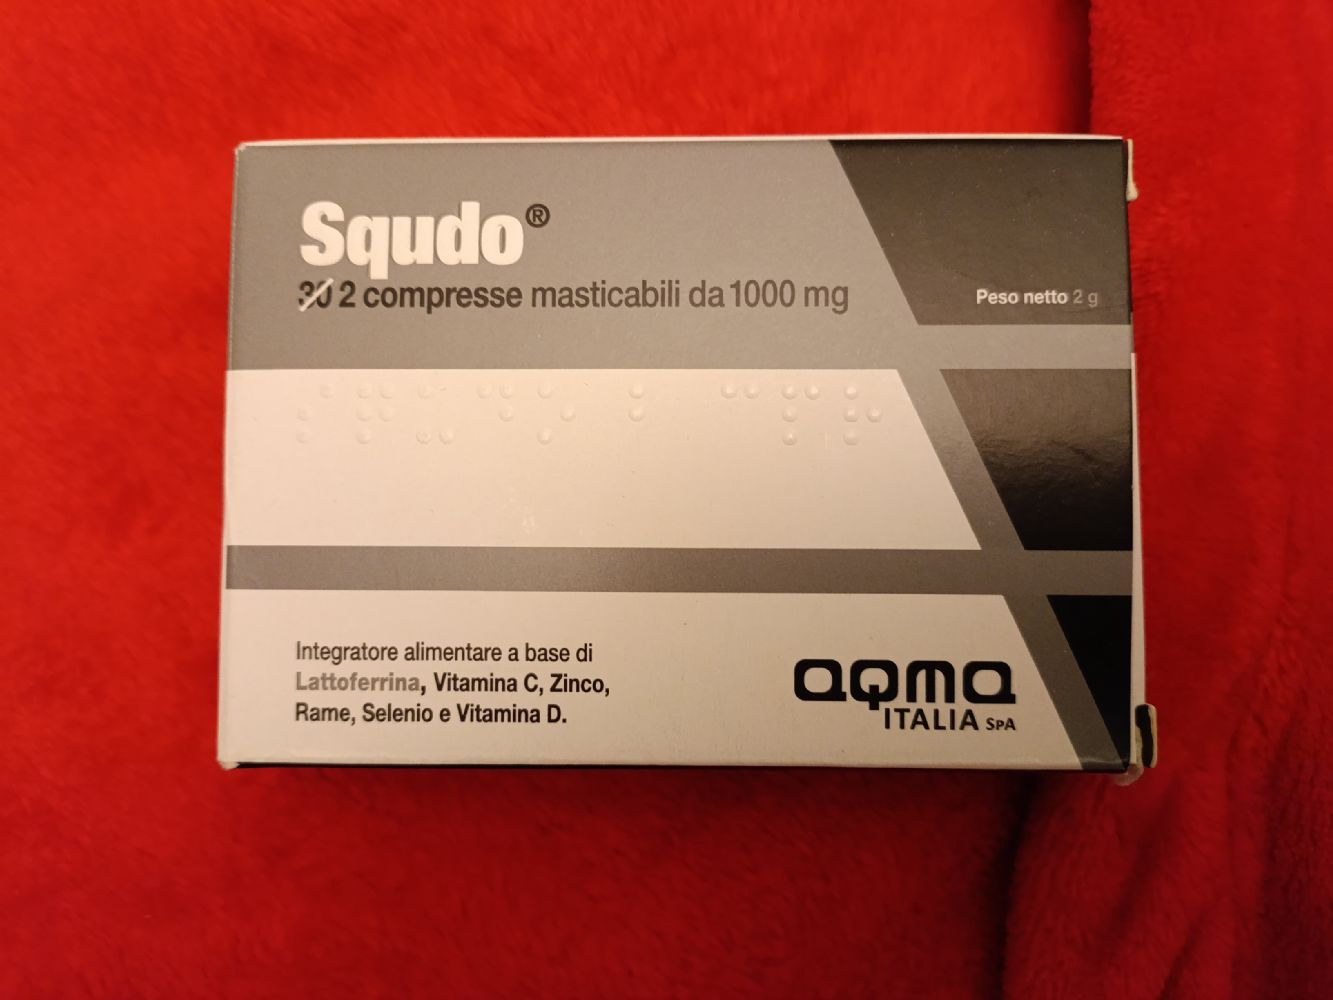 Squdo®
30 2 compresse masticabili da 1000 mg
Peso netto 2 g
Integratore alimentare a base di
Lattoferrina, Vitamina C, Zinco,
Rame, Selenio e Vitamina D.
aqma
ITALIA SPA